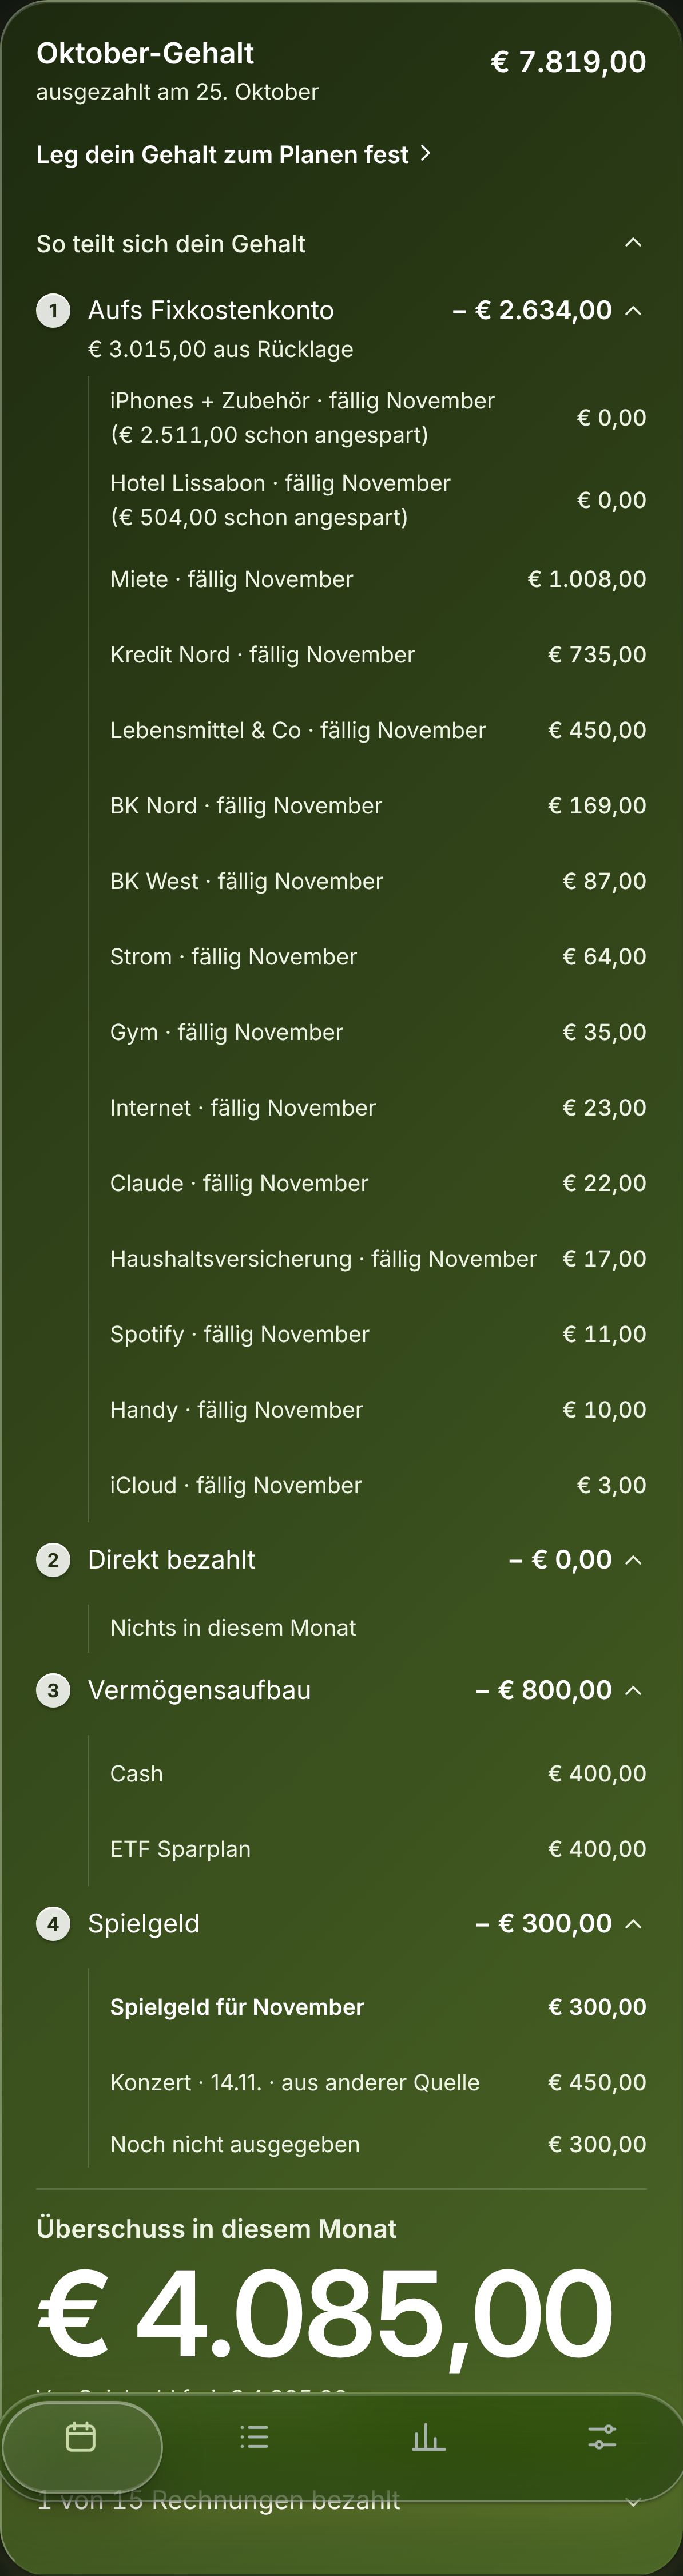 Oktober-Gehalt
€ 7.819,00
ausgezahlt am 25. Oktober
Leg dein Gehalt zum Planen fest
So teilt sich dein Gehalt
1 Aufs Fixkostenkonto – € 2.634,00
€ 3.015,00 aus Rücklage
iPhones + Zubehör · fällig November
(€ 2.511,00 schon angespart)
€ 0,00
Hotel Lissabon · fällig November
(€ 504,00 schon angespart)
€ 0,00
Miete · fällig November € 1.008,00
Kredit Nord · fällig November € 735,00
Lebensmittel & Co · fällig November € 450,00
BK Nord · fällig November € 169,00
BK West · fällig November € 87,00
Strom · fällig November € 64,00
Gym · fällig November € 35,00
Internet · fällig November € 23,00
Claude · fällig November € 22,00
Haushaltsversicherung · fällig November € 17,00
Spotify · fällig November € 11,00
Handy · fällig November € 10,00
iCloud · fällig November € 3,00
2 Direkt bezahlt – € 0,00
Nichts in diesem Monat
3 Vermögensaufbau – € 800,00
Cash € 400,00
ETF Sparplan € 400,00
4 Spielgeld – € 300,00
Spielgeld für November € 300,00
Konzert · 14.11. · aus anderer Quelle € 450,00
Noch nicht ausgegeben € 300,00
Überschuss in diesem Monat
€ 4.085,00
1 von 15 Rechnungen bezahlt